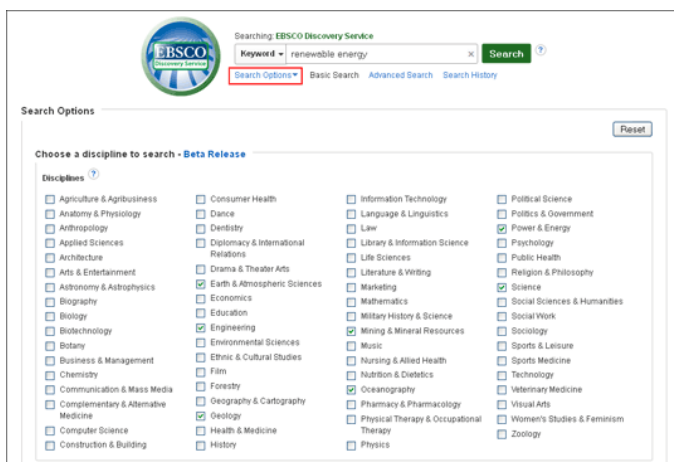 Searching: EBSCO Discovery Service
EBSCO
Discovery Service
Keyword renewable energy × Search ?
Search Options Basic Search Advanced Search Search History
Search Options
Reset
Choose a discipline to search - Beta Release
Disciplines ?
Agriculture & Agribusiness
Anatomy & Physiology
Anthropology
Applied Sciences
Architecture
Arts & Entertainment
Astronomy & Astrophysics
Biography
Biology
Biotechnology
Botany
Business & Management
Chemistry
Communication & Mass Media
Complementary & Alternative
Medicine
Computer Science
Construction & Building
Consumer Health
Dance
Dentistry
Diplomacy & International
Relations
Drama & Theater Arts
Earth & Atmospheric Sciences
Economics
Education
Engineering
Environmental Sciences
Ethnic & Cultural Studies
Film
Forestry
Geography & Cartography
Geology
Health & Medicine
History
Information Technology
Language & Linguistics
Law
Library & Information Science
Life Sciences
Literature & Writing
Marketing
Mathematics
Military History & Science
Mining & Mineral Resources
Music
Nursing & Allied Health
Nutrition & Dietetics
Oceanography
Pharmacy & Pharmacology
Physical Therapy & Occupational
Therapy
Physics
Political Science
Politics & Government
Power & Energy
Psychology
Public Health
Religion & Philosophy
Science
Social Sciences & Humanities
Social Work
Sociology
Sports & Leisure
Sports Medicine
Technology
Veterinary Medicine
Visual Arts
Women's Studies & Feminism
Zoology